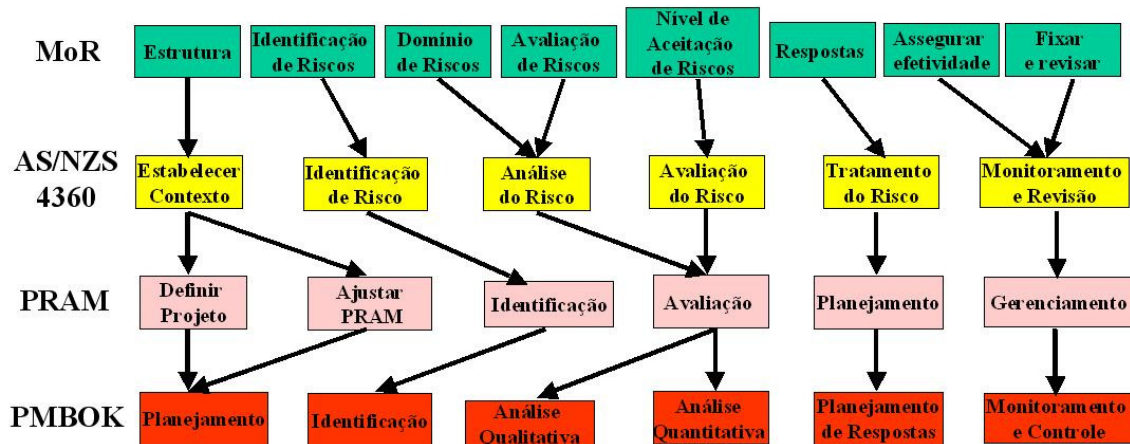 MoR
Estrutura
Identificação
de Riscos
Domínio
de Riscos
Avaliação
de Riscos
Nível de
Aceitação
de Riscos
Respostas
Assegurar
efetividade
Fixar
e revisar
AS/NZS
4360
Estabelecer
Contexto
Identificação
de Risco
Análise
do Risco
Avaliação
do Risco
Tratamento
do Risco
Monitoramento
e Revisão
PRAM
Definir
Projeto
Ajustar
PRAM
Identificação
Avaliação
Planejamento
Gerenciamento
PMBOK
Planejamento
Identificação
Análise
Qualitativa
Análise
Quantitativa
Planejamento
de Respostas
Monitoramento
e Controle